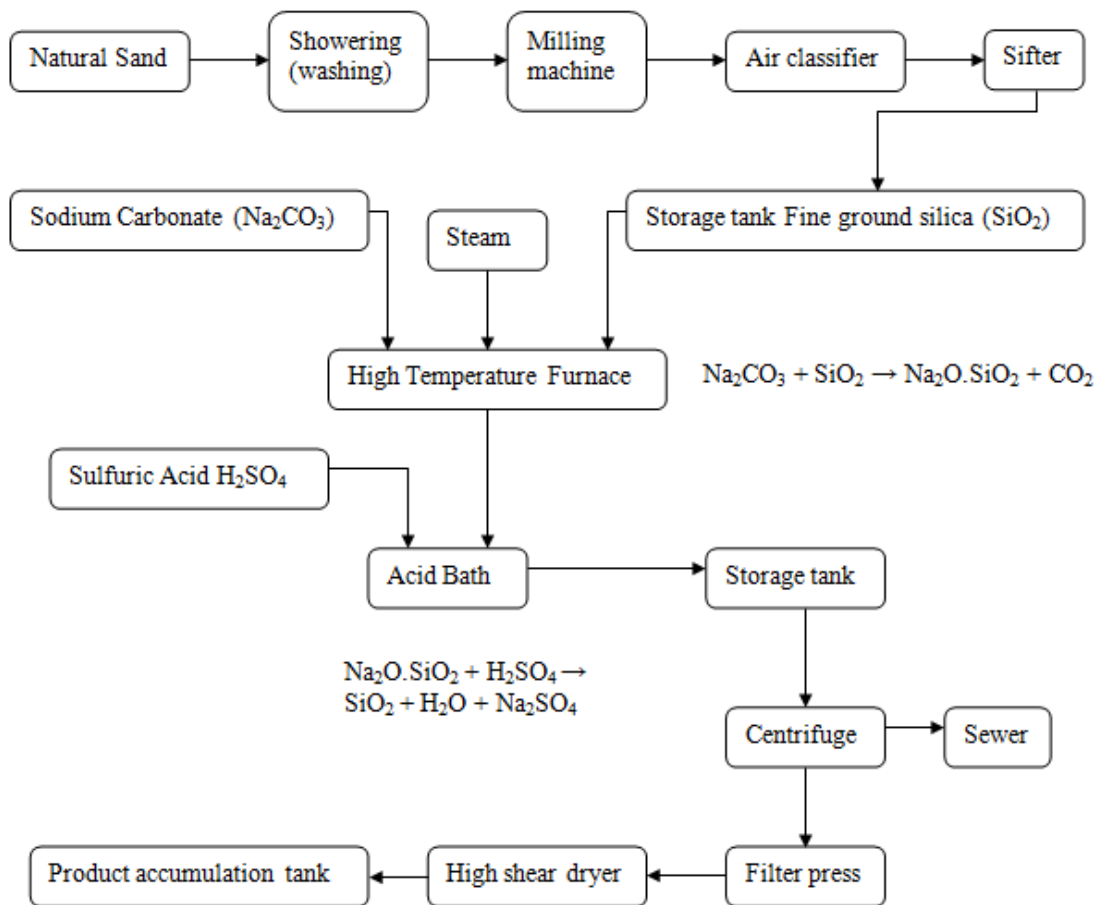 Natural Sand
Showering
(washing)
Milling
machine
Air classifier
Sifter
Sodium Carbonate (Na₂CO₃)
Steam
Storage tank Fine ground silica (SiO₂)
High Temperature Furnace
Na₂CO₃ + SiO₂ → Na₂O.SiO₂ + CO₂
Sulfuric Acid H₂SO₄
Acid Bath
Storage tank
Na₂O.SiO₂ + H₂SO₄ →
SiO₂ + H₂O + Na₂SO₄
Centrifuge
Sewer
Product accumulation tank
High shear dryer
Filter press